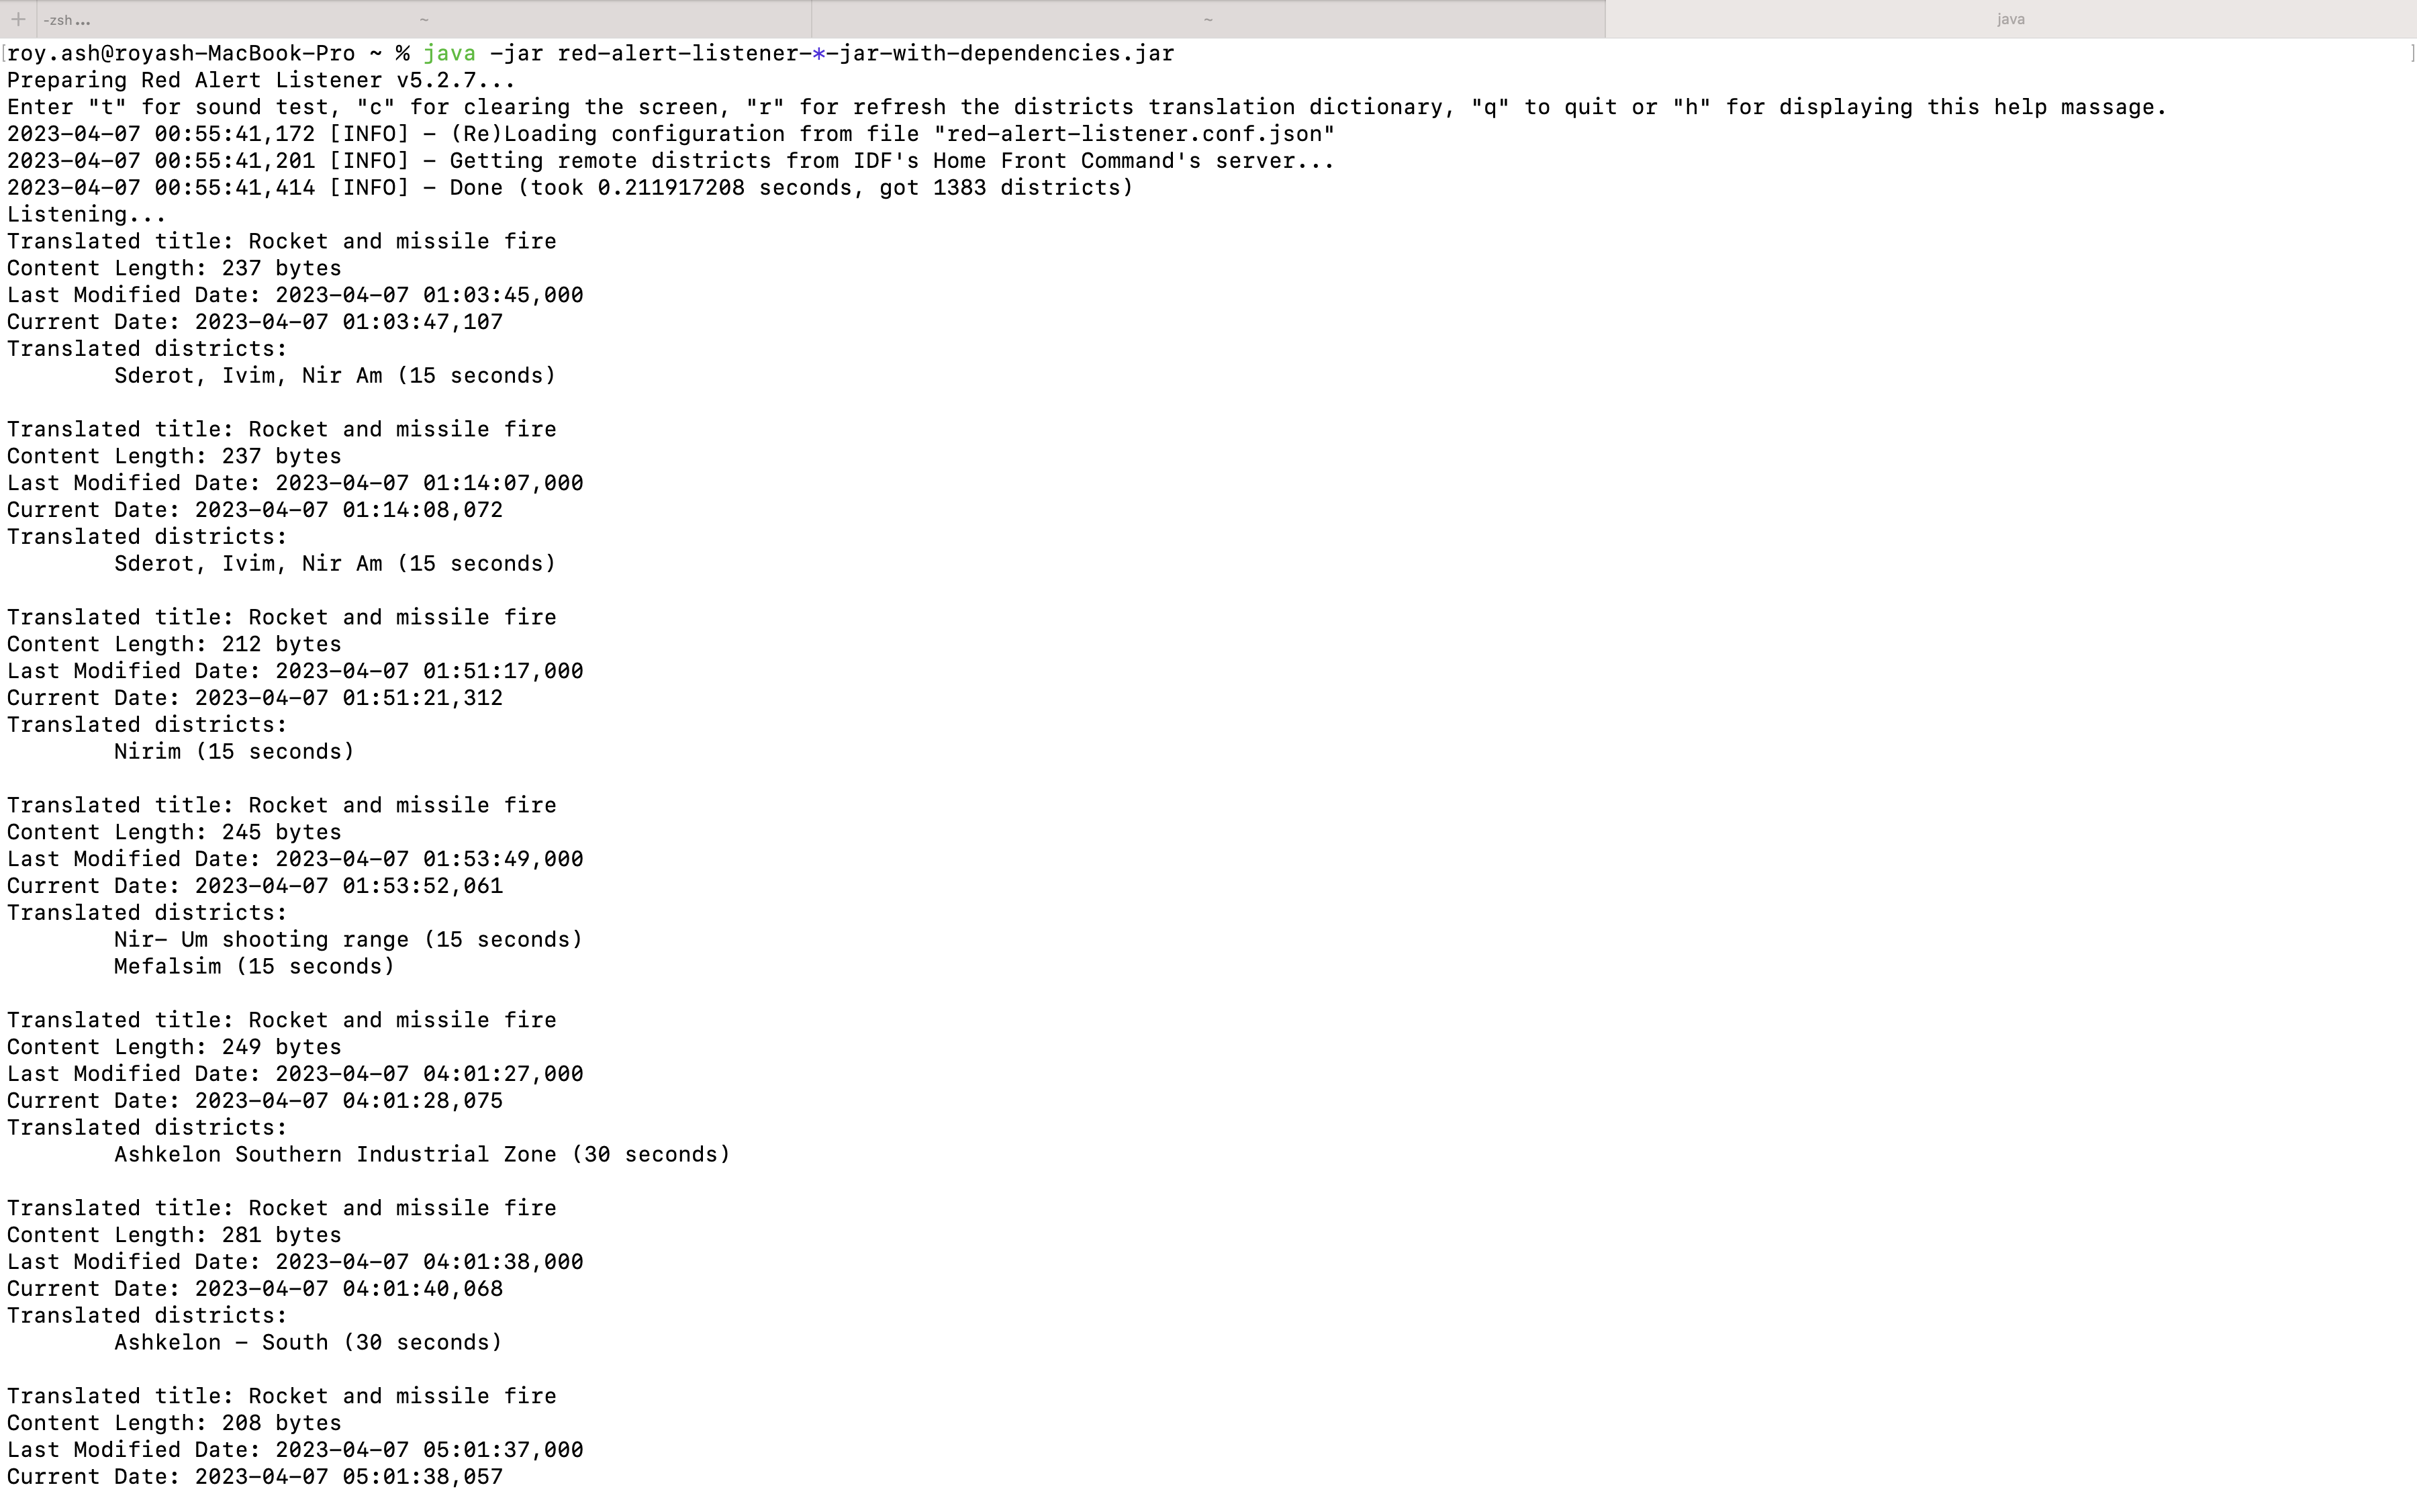 + -zsh... ~ ~ java
[roy.ash@royash-MacBook-Pro ~ % java -jar red-alert-listener-*-jar-with-dependencies.jar ]
Preparing Red Alert Listener v5.2.7...
Enter "t" for sound test, "c" for clearing the screen, "r" for refresh the districts translation dictionary, "q" to quit or "h" for displaying this help massage.
2023-04-07 00:55:41,172 [INFO] - (Re)Loading configuration from file "red-alert-listener.conf.json"
2023-04-07 00:55:41,201 [INFO] - Getting remote districts from IDF's Home Front Command's server...
2023-04-07 00:55:41,414 [INFO] - Done (took 0.211917208 seconds, got 1383 districts)
Listening...
Translated title: Rocket and missile fire
Content Length: 237 bytes
Last Modified Date: 2023-04-07 01:03:45,000
Current Date: 2023-04-07 01:03:47,107
Translated districts:
Sderot, Ivim, Nir Am (15 seconds)
Translated title: Rocket and missile fire
Content Length: 237 bytes
Last Modified Date: 2023-04-07 01:14:07,000
Current Date: 2023-04-07 01:14:08,072
Translated districts:
Sderot, Ivim, Nir Am (15 seconds)
Translated title: Rocket and missile fire
Content Length: 212 bytes
Last Modified Date: 2023-04-07 01:51:17,000
Current Date: 2023-04-07 01:51:21,312
Translated districts:
Nirim (15 seconds)
Translated title: Rocket and missile fire
Content Length: 245 bytes
Last Modified Date: 2023-04-07 01:53:49,000
Current Date: 2023-04-07 01:53:52,061
Translated districts:
Nir- Um shooting range (15 seconds)
Mefalsim (15 seconds)
Translated title: Rocket and missile fire
Content Length: 249 bytes
Last Modified Date: 2023-04-07 04:01:27,000
Current Date: 2023-04-07 04:01:28,075
Translated districts:
Ashkelon Southern Industrial Zone (30 seconds)
Translated title: Rocket and missile fire
Content Length: 281 bytes
Last Modified Date: 2023-04-07 04:01:38,000
Current Date: 2023-04-07 04:01:40,068
Translated districts:
Ashkelon - South (30 seconds)
Translated title: Rocket and missile fire
Content Length: 208 bytes
Last Modified Date: 2023-04-07 05:01:37,000
Current Date: 2023-04-07 05:01:38,057